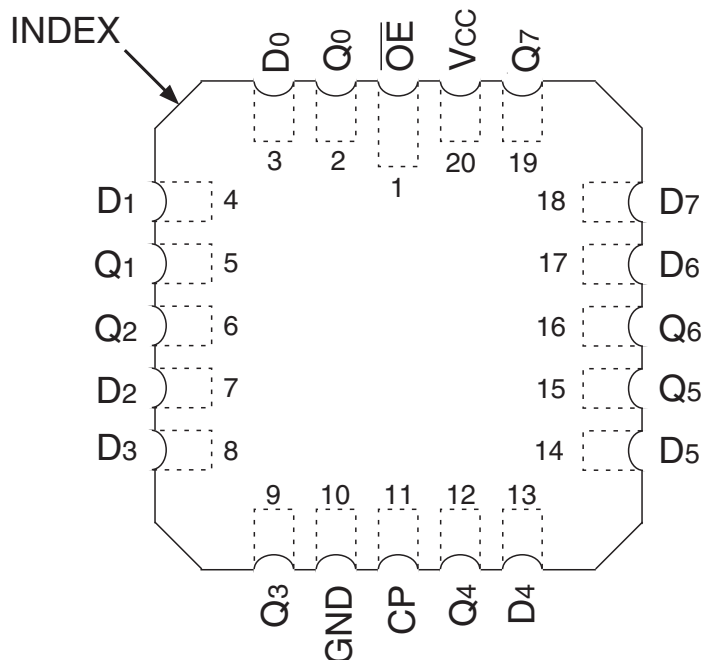 INDEX
D0 Q0 OE VCC Q7
3 2 1 20 19
D1 4 18 D7
Q1 5 17 D6
Q2 6 16 Q6
D2 7 15 Q5
D3 8 14 D5
9 10 11 12 13
Q3 GND CP Q4 D4